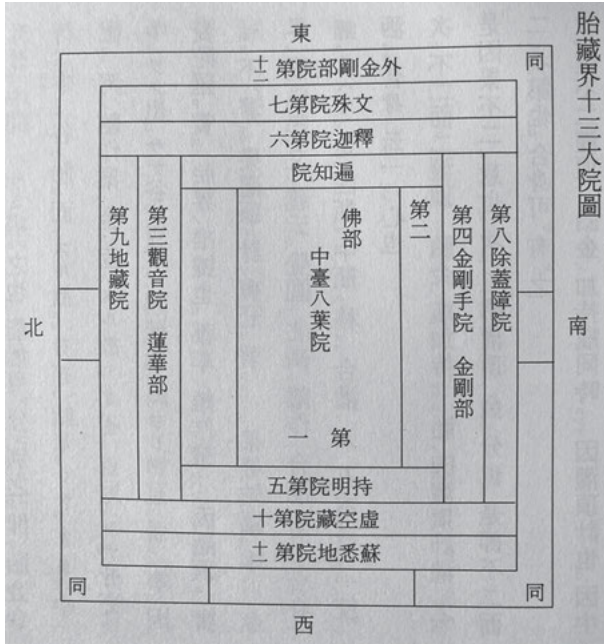 胎藏界十三大院圖
東
同
外金剛部院第十二
文殊院第七
釋迦院第六
遍知院
第二
佛部
中臺八葉院
第一
第八除蓋障院
第四金剛手院 金剛部
第三觀音院 蓮華部
第九地藏院
南
北
持明院第五
虛空藏院第十
蘇悉地院第十一
同
同
西